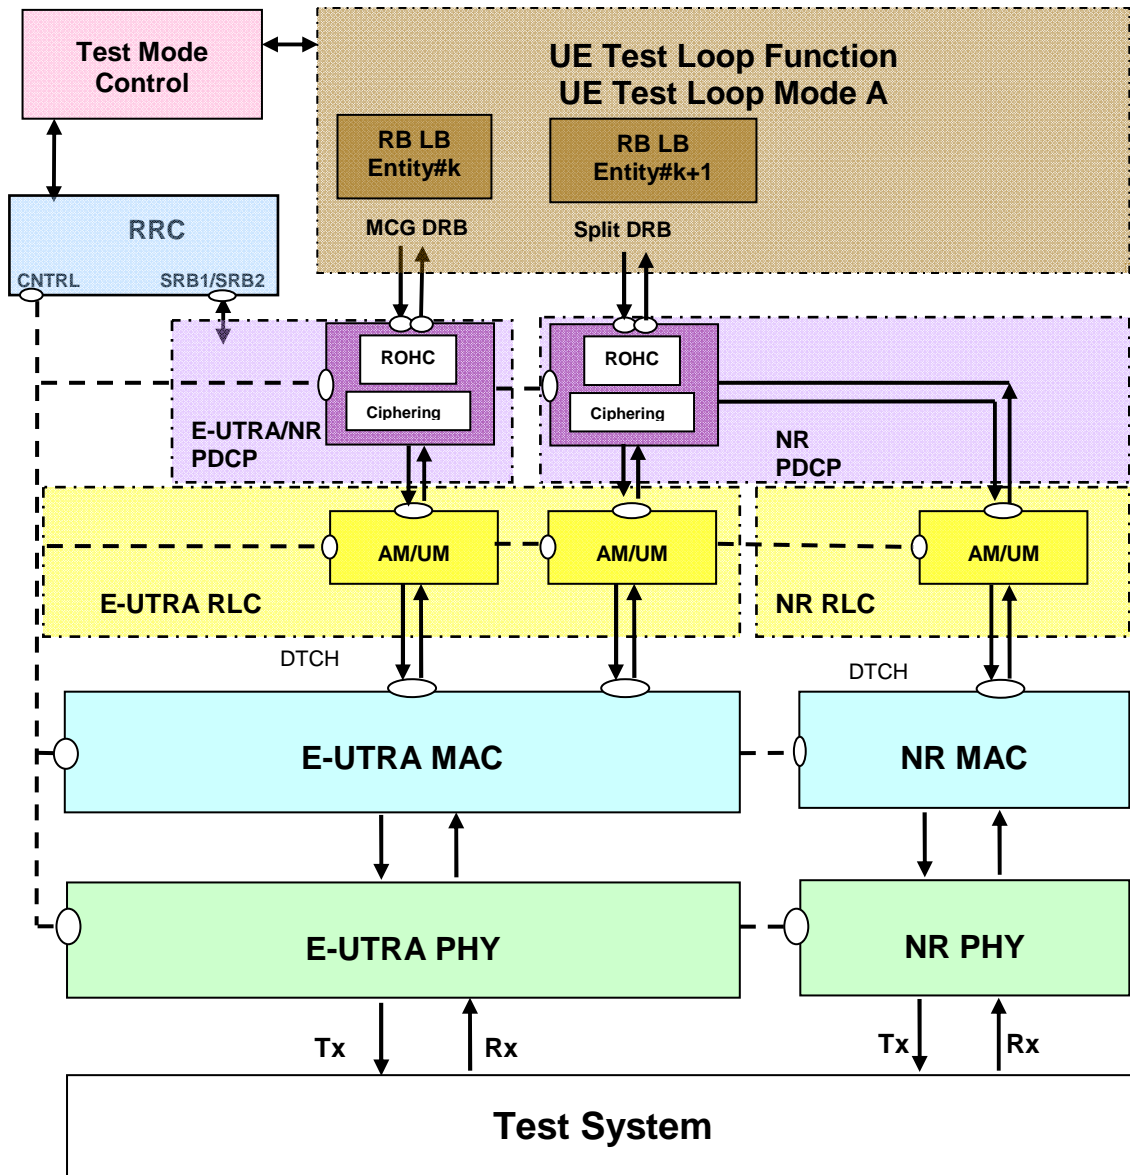 Test Mode
Control
UE Test Loop Function
UE Test Loop Mode A
RB LB
Entity#k
RB LB
Entity#k+1
MCG DRB
Split DRB
RRC
CNTRL
SRB1/SRB2
ROHC
Ciphering
E-UTRA/NR
PDCP
ROHC
Ciphering
NR
PDCP
AM/UM
AM/UM
AM/UM
E-UTRA RLC
NR RLC
DTCH
DTCH
E-UTRA MAC
NR MAC
E-UTRA PHY
NR PHY
Tx
Rx
Tx
Rx
Test System